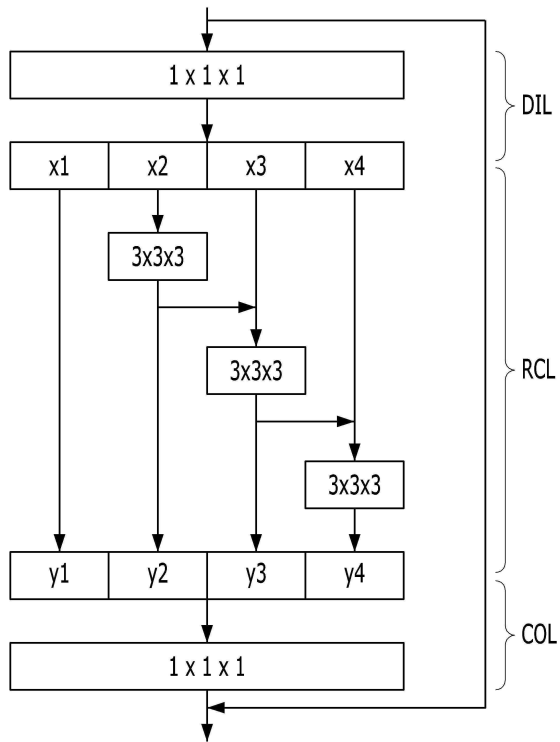 1 x 1 x 1
DIL
x1 x2 x3 x4
3x3x3
3x3x3
RCL
3x3x3
y1 y2 y3 y4
COL
1 x 1 x 1